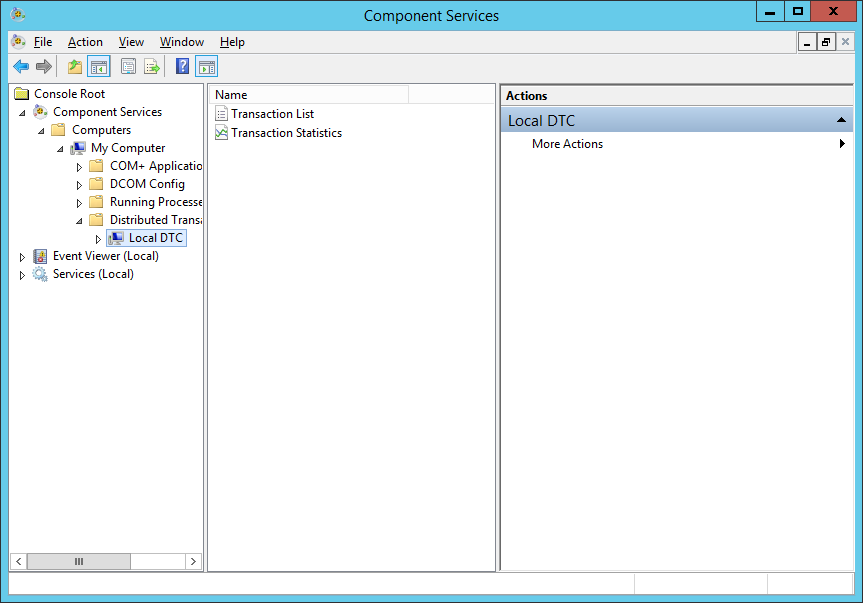 Component Services
File Action View Window Help
Console Root
Component Services
Computers
My Computer
COM+ Applicatio
DCOM Config
Running Processe
Distributed Transa
Local DTC
Event Viewer (Local)
Services (Local)
Name
Transaction List
Transaction Statistics
Actions
Local DTC
More Actions